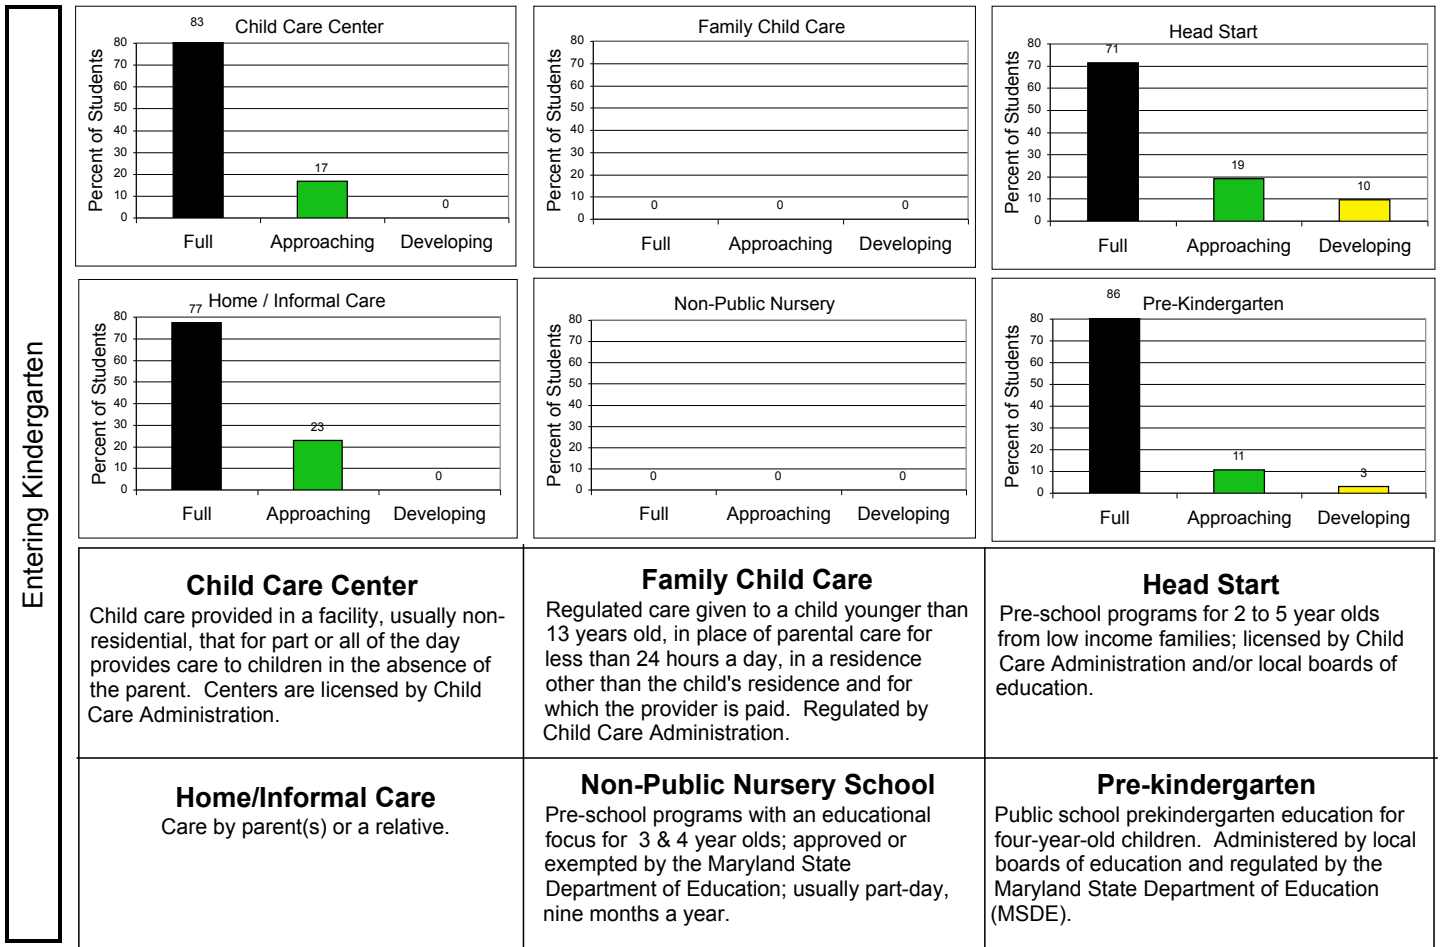 Entering Kindergarten
Child Care Center
Percent of Students
83
80
70
60
50
40
30
20
10
0
17
0
Full Approaching Developing
Family Child Care
Percent of Students
80
70
60
50
40
30
20
10
0
0 0 0
Full Approaching Developing
Head Start
Percent of Students
80
70
60
50
40
30
20
10
0
71
19
10
Full Approaching Developing
Home / Informal Care
Percent of Students
77
80
70
60
50
40
30
20
10
0
23
0
Full Approaching Developing
Non-Public Nursery
Percent of Students
80
70
60
50
40
30
20
10
0
0 0 0
Full Approaching Developing
Pre-Kindergarten
Percent of Students
86
80
70
60
50
40
30
20
10
0
11
3
Full Approaching Developing
Child Care Center
Child care provided in a facility, usually non-
residential, that for part or all of the day
provides care to children in the absence of
the parent. Centers are licensed by Child
Care Administration.
Family Child Care
Regulated care given to a child younger than
13 years old, in place of parental care for
less than 24 hours a day, in a residence
other than the child's residence and for
which the provider is paid. Regulated by
Child Care Administration.
Head Start
Pre-school programs for 2 to 5 year olds
from low income families; licensed by Child
Care Administration and/or local boards of
education.
Home/Informal Care
Care by parent(s) or a relative.
Non-Public Nursery School
Pre-school programs with an educational
focus for 3 & 4 year olds; approved or
exempted by the Maryland State
Department of Education; usually part-day,
nine months a year.
Pre-kindergarten
Public school prekindergarten education for
four-year-old children. Administered by local
boards of education and regulated by the
Maryland State Department of Education
(MSDE).